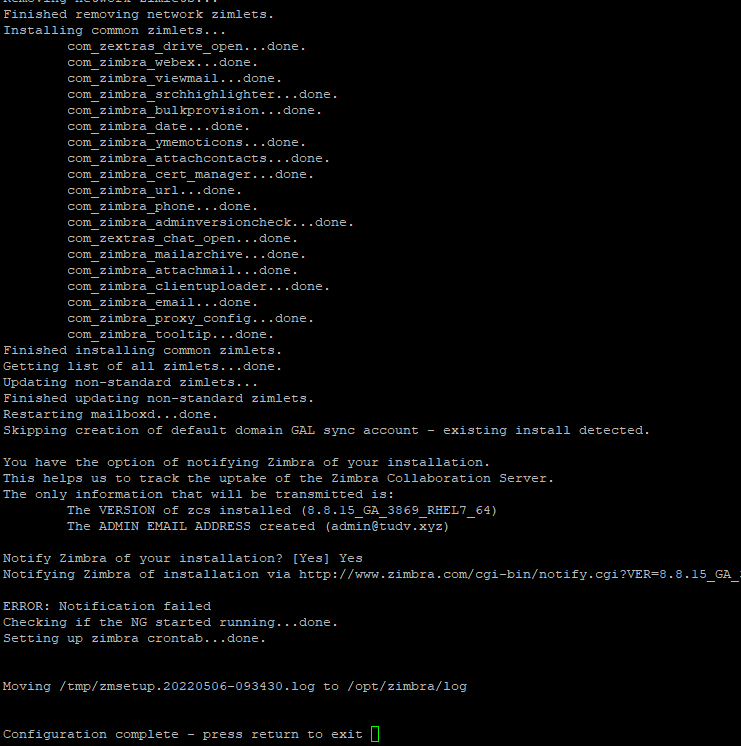 Removing network zimlets...
Finished removing network zimlets.
Installing common zimlets...
com_zextras_drive_open...done.
com_zimbra_webex...done.
com_zimbra_viewmail...done.
com_zimbra_srchhighlighter...done.
com_zimbra_bulkprovision...done.
com_zimbra_date...done.
com_zimbra_ymemoticons...done.
com_zimbra_attachcontacts...done.
com_zimbra_cert_manager...done.
com_zimbra_url...done.
com_zimbra_phone...done.
com_zimbra_adminversioncheck...done.
com_zextras_chat_open...done.
com_zimbra_mailarchive...done.
com_zimbra_attachmail...done.
com_zimbra_clientuploader...done.
com_zimbra_email...done.
com_zimbra_proxy_config...done.
com_zimbra_tooltip...done.
Finished installing common zimlets.
Getting list of all zimlets...done.
Updating non-standard zimlets...
Finished updating non-standard zimlets.
Restarting mailboxd...done.
Skipping creation of default domain GAL sync account - existing install detected.
You have the option of notifying Zimbra of your installation.
This helps us to track the uptake of the Zimbra Collaboration Server.
The only information that will be transmitted is:
The VERSION of zcs installed (8.8.15_GA_3869_RHEL7_64)
The ADMIN EMAIL ADDRESS created (admin@tudv.xyz)
Notify Zimbra of your installation? [Yes] Yes
Notifying Zimbra of installation via http://www.zimbra.com/cgi-bin/notify.cgi?VER=8.8.15_GA_
ERROR: Notification failed
Checking if the NG started running...done.
Setting up zimbra crontab...done.
Moving /tmp/zmsetup.20220506-093430.log to /opt/zimbra/log
Configuration complete - press return to exit